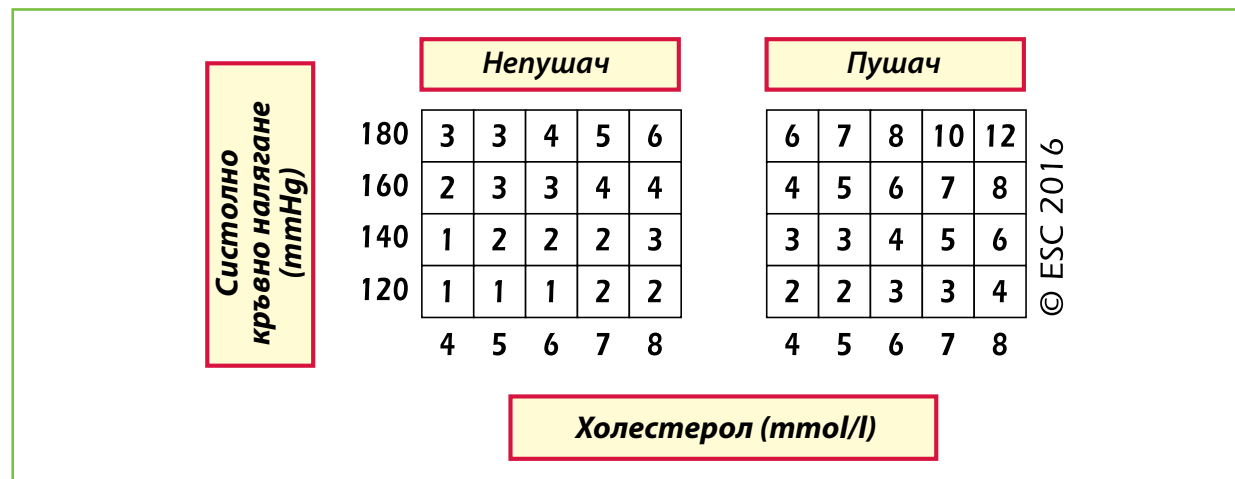 Непушач
Пушач
Систолно
кръвно налягане
(mmHg)
180 3 3 4 5 6 6 7 8 10 12
160 2 3 3 4 4 4 5 6 7 8
140 1 2 2 2 3 3 3 4 5 6
120 1 1 1 2 2 2 2 3 3 4
4 5 6 7 8 4 5 6 7 8
© ESC 2016
Холестерол (mmol/l)